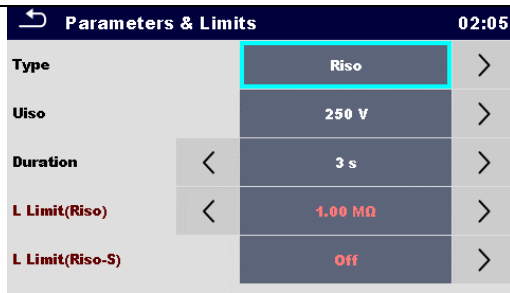 Parameters & Limits 02:05
Type Riso
Uiso 250 V
Duration 3 s
L Limit(Riso) 1.00 MΩ
L Limit(Riso-S) Off